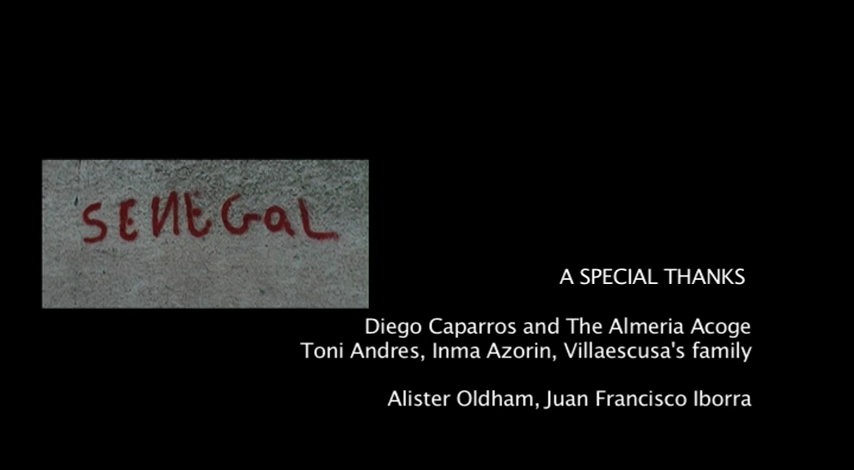 SENEGaL
A SPECIAL THANKS
Diego Caparros and The Almeria Acoge
Toni Andres, Inma Azorin, Villaescusa's family
Alister Oldham, Juan Francisco Iborra